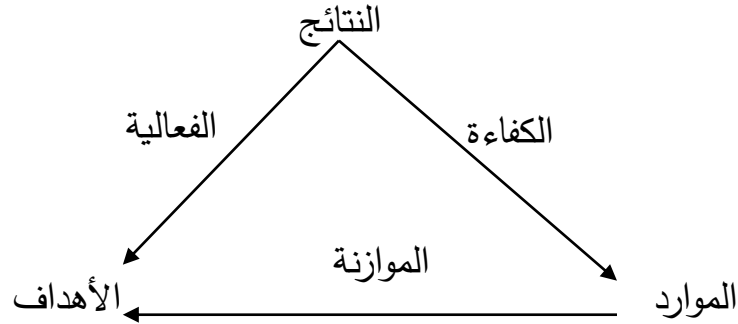 النتائج
الكفاءة
الفعالية
الموازنة
الموارد
الأهداف